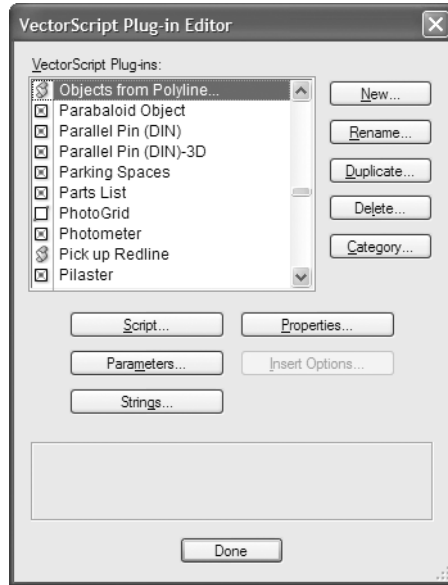 VectorScript Plug-in Editor
VectorScript Plug-ins:
Objects from Polyline...
Parabaloid Object
Parallel Pin (DIN)
Parallel Pin (DIN)-3D
Parking Spaces
Parts List
PhotoGrid
Photometer
Pick up Redline
Pilaster
New...
Rename...
Duplicate...
Delete...
Category...
Script...
Properties...
Parameters...
Insert Options...
Strings...
Done